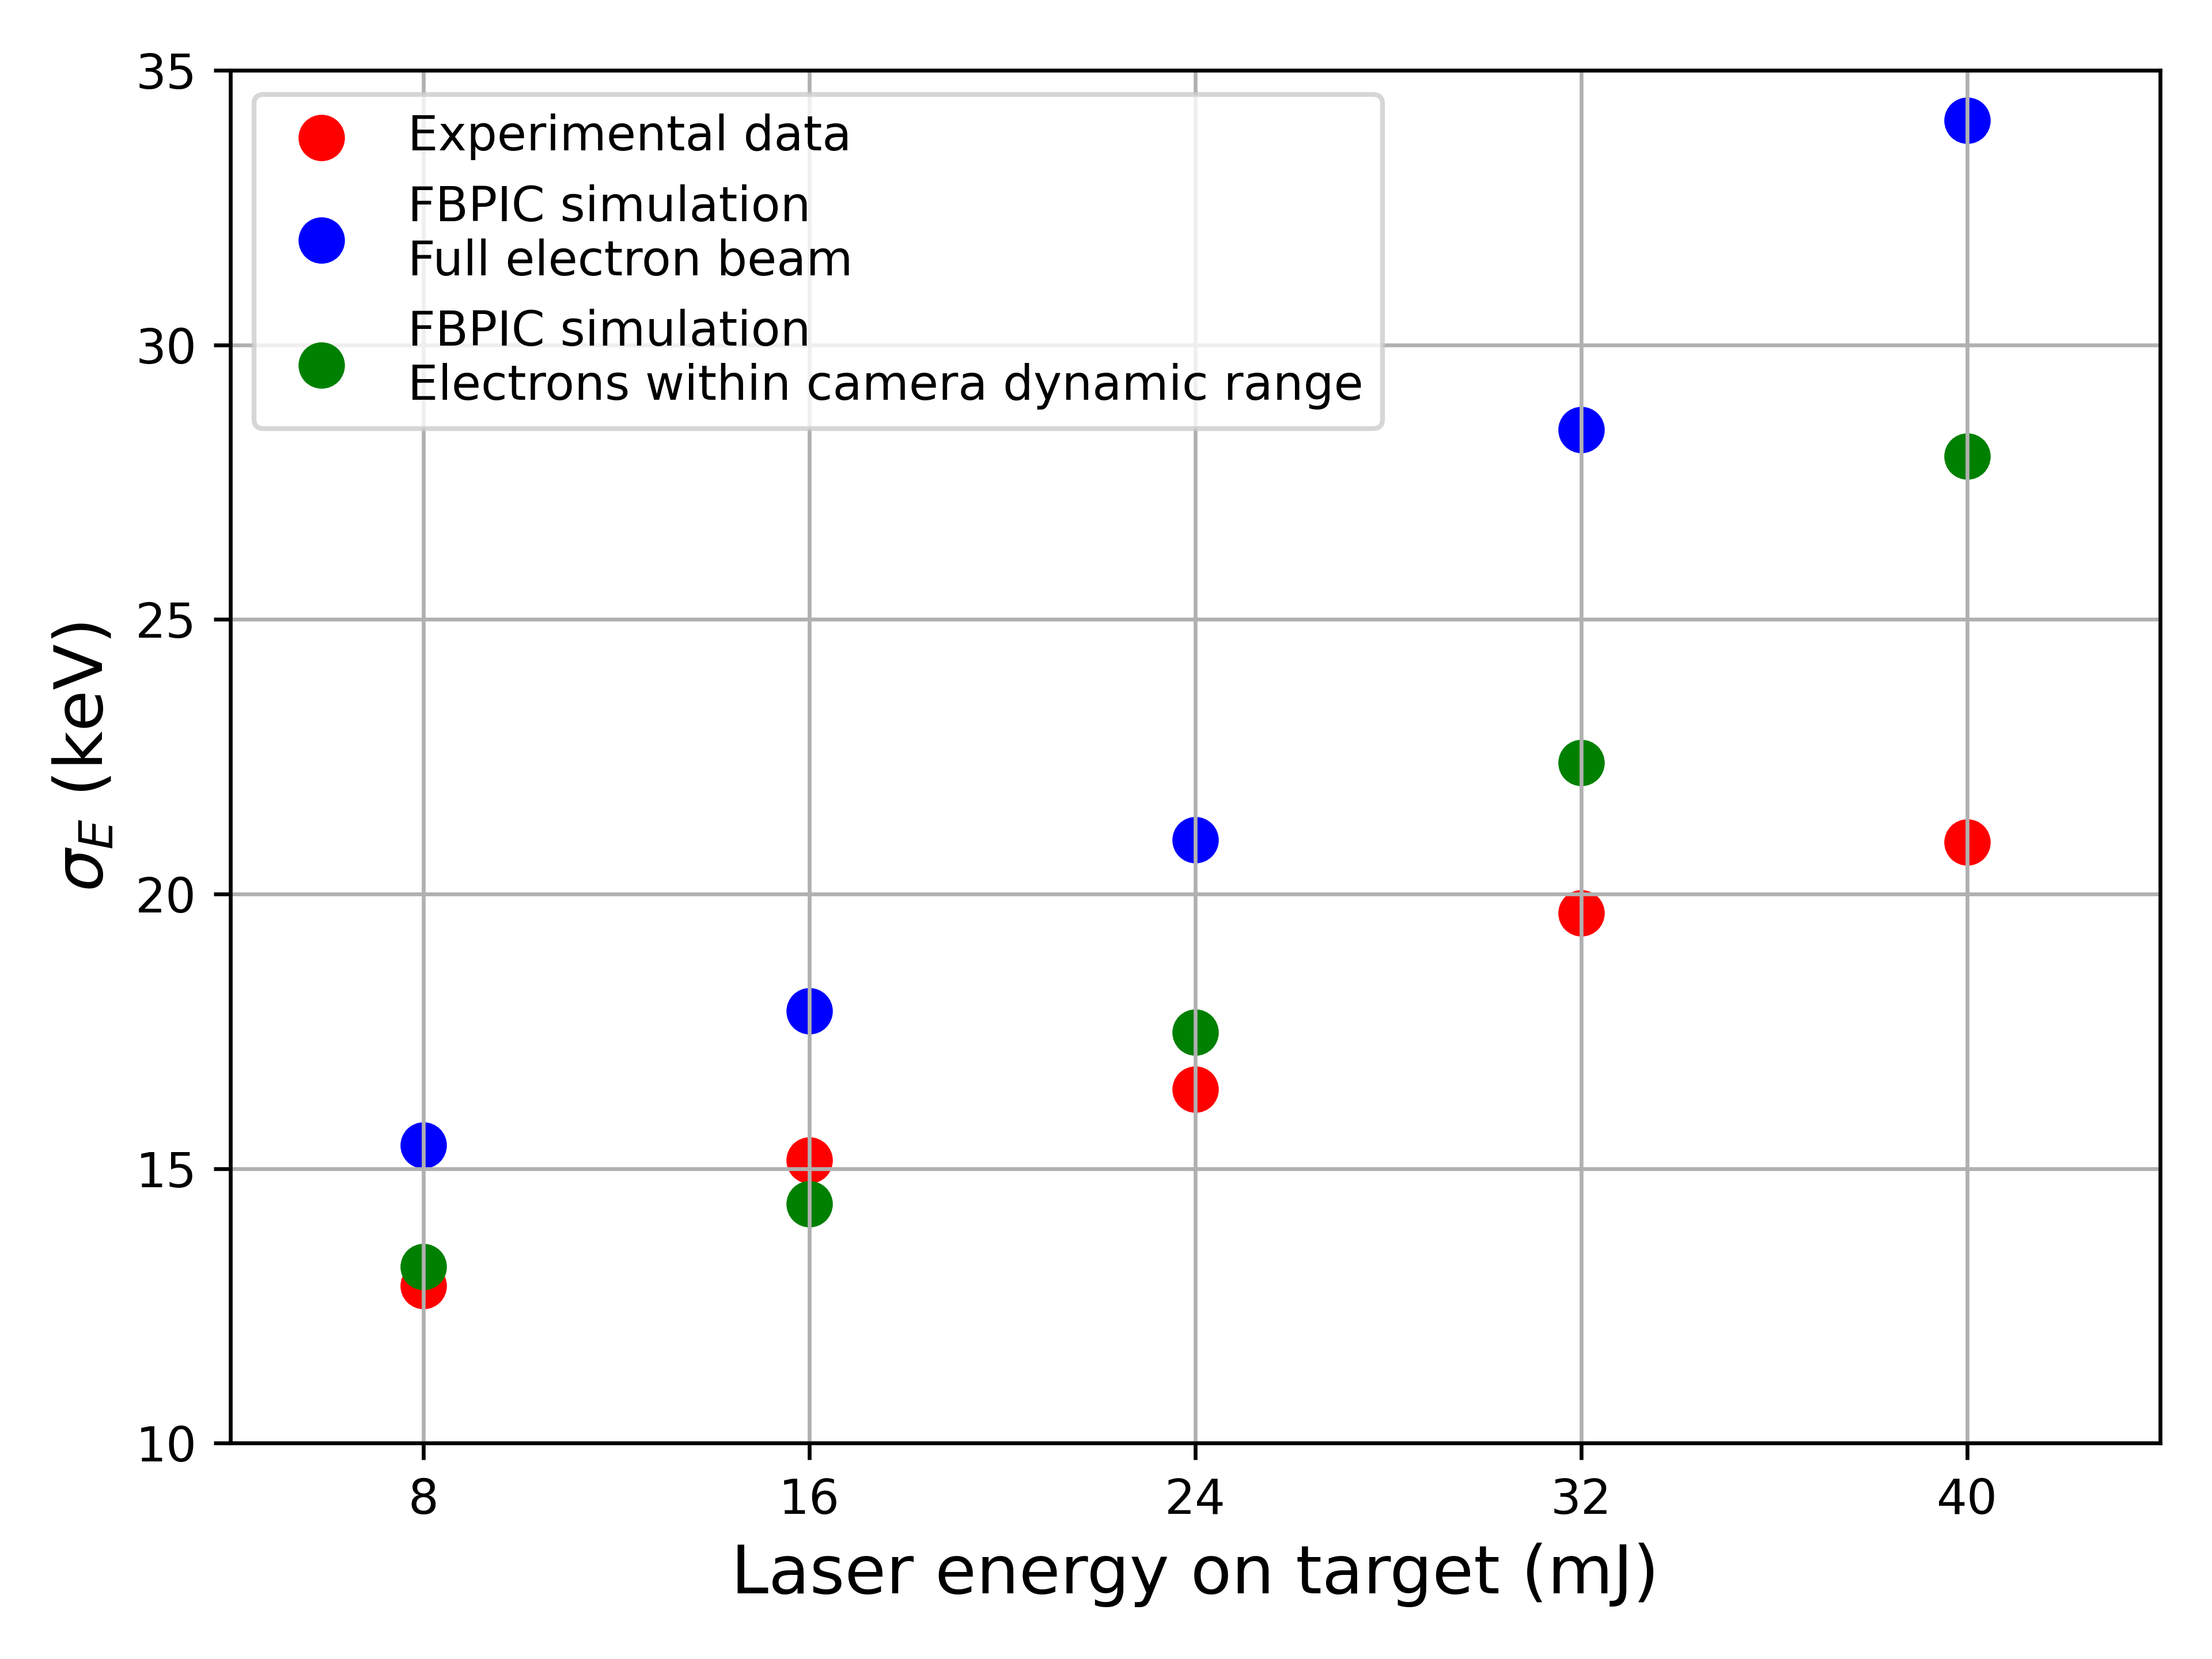 35
30
25
20
15
10
σE (keV)
Experimental data
FBPIC simulation
Full electron beam
FBPIC simulation
Electrons within camera dynamic range
8 16 24 32 40
Laser energy on target (mJ)